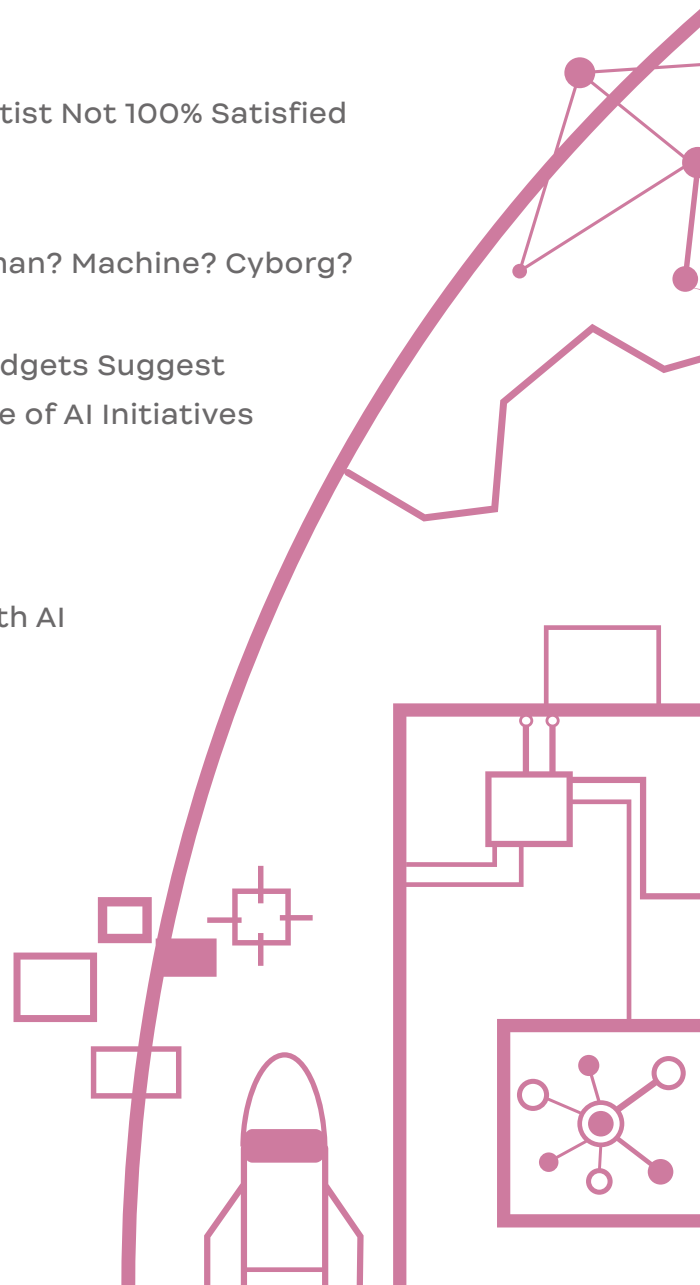 tist Not 100% Satisfied
nan? Machine? Cyborg?
dgets Suggest
e of AI Initiatives
th AI